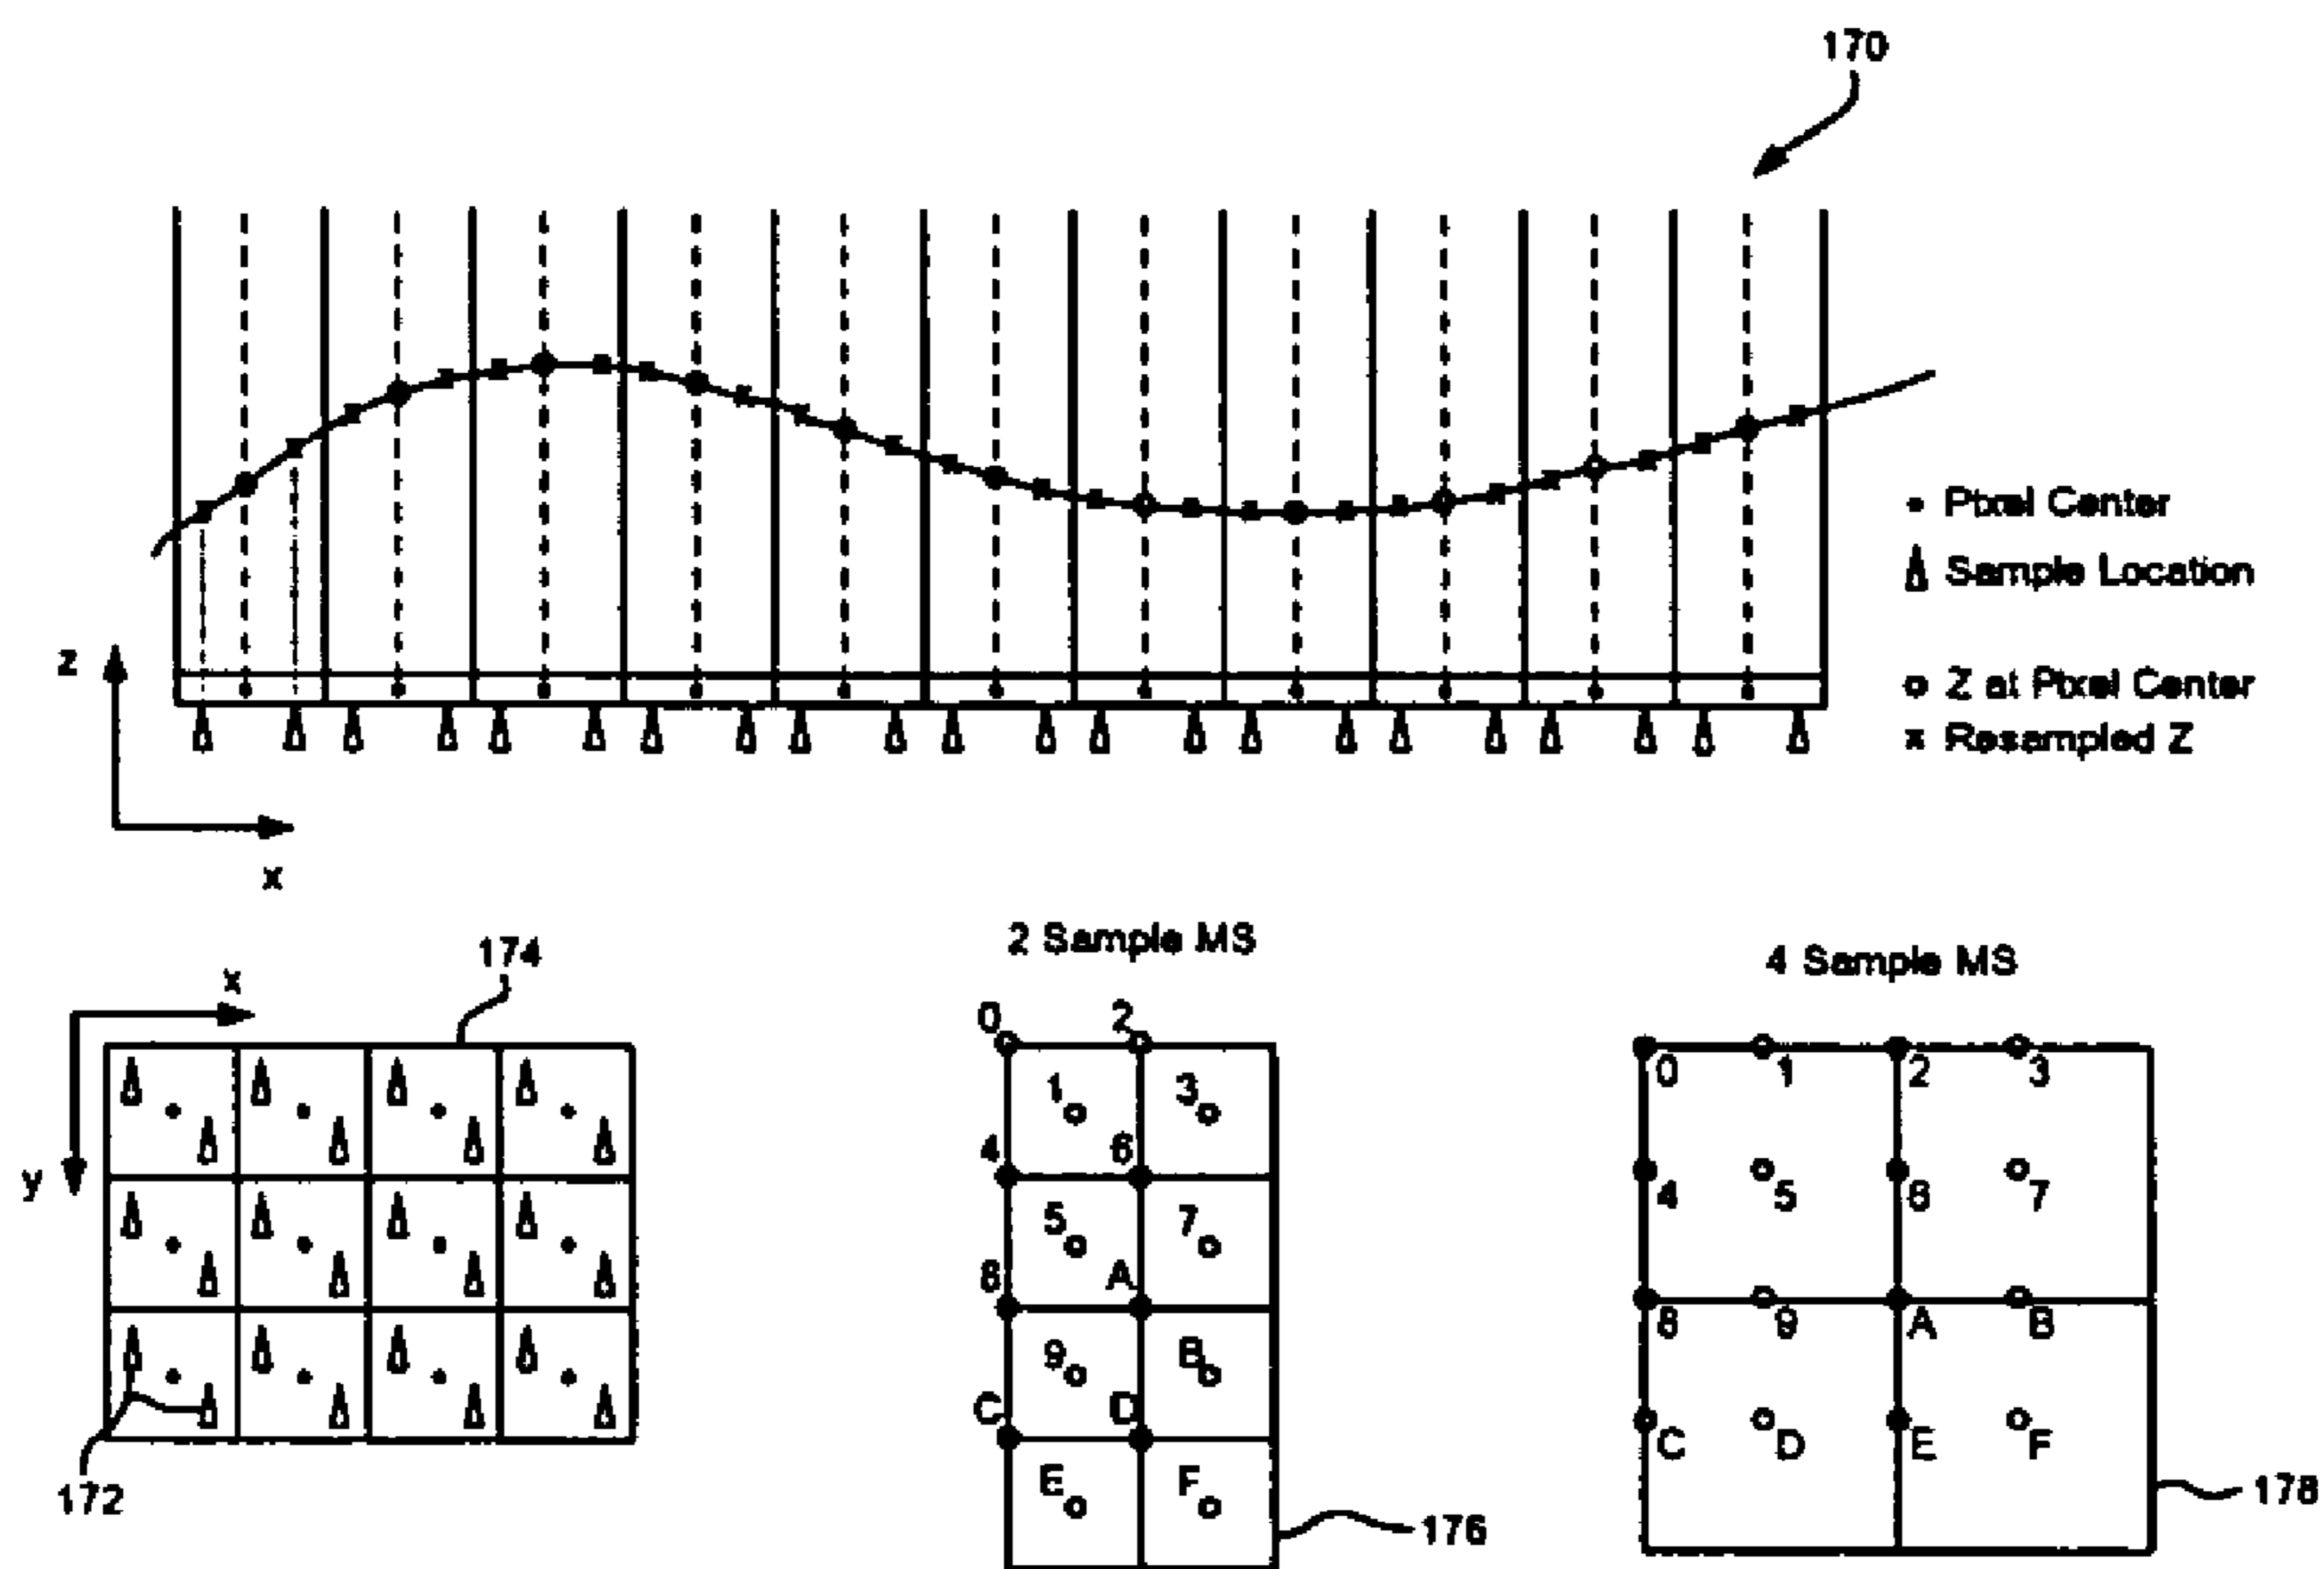 170
Pixel Center
Sample Location
Z at Pixel Center
Resampled Z
z
x
2 Sample MS
4 Sample MS
174
x
y
172
0 2
1 3
4 6
5 7
8 A
9 B
C D
E F
176
0 1 2 3
4 5 6 7
8 9 A B
C D E F
178